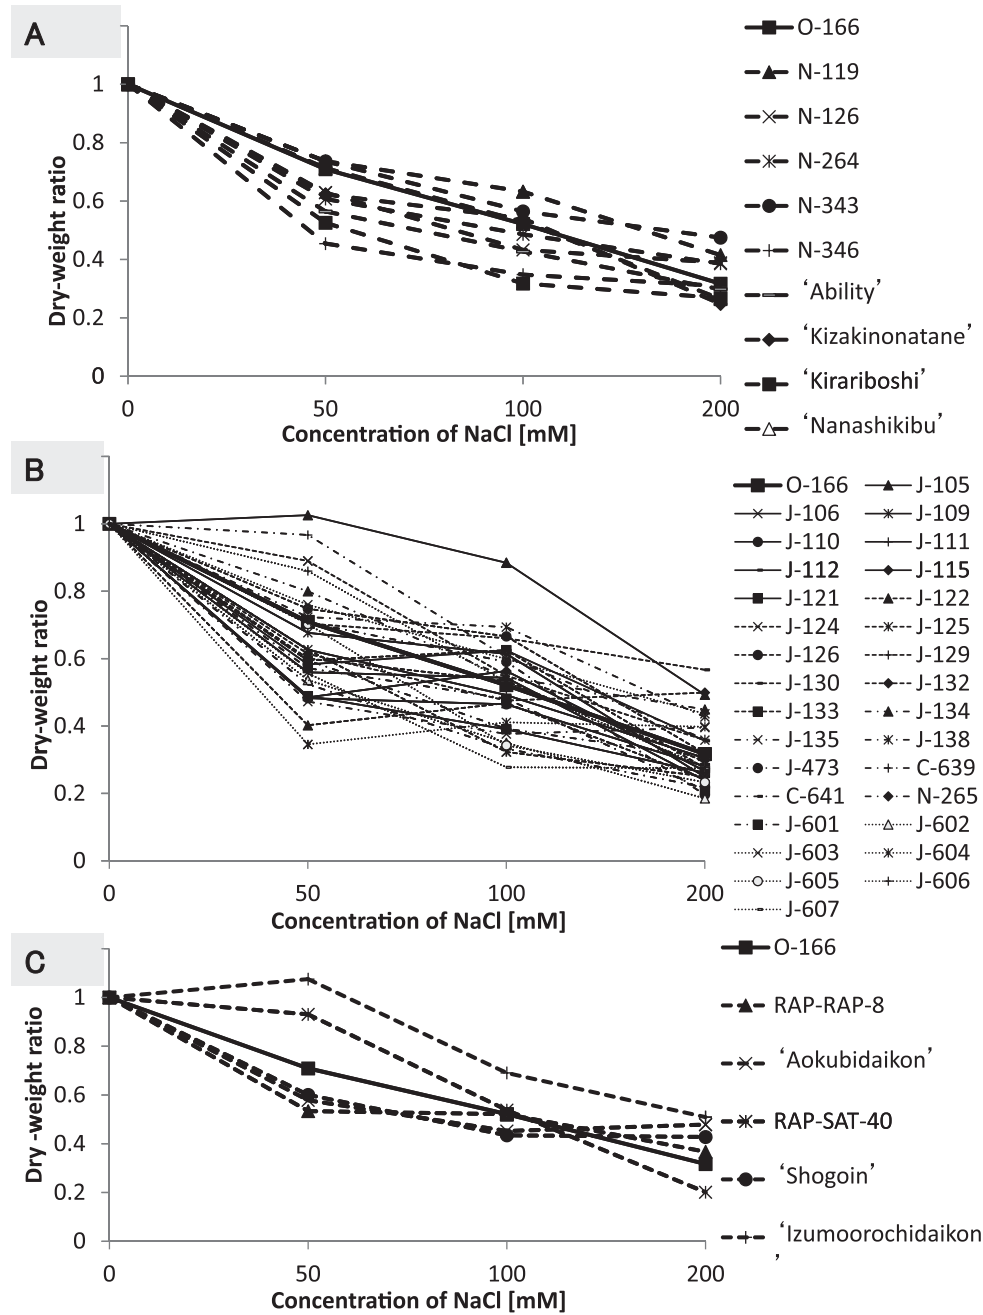 A
O-166
N-119
N-126
N-264
N-343
N-346
‘Ability’
‘Kizakinonatane’
‘Kirariboshi’
‘Nanashikibu’
Dry-weight ratio
1
0.8
0.6
0.4
0.2
0
0 50 100 200
Concentration of NaCl [mM]
B
O-166 J-105
J-106 J-109
J-110 J-111
J-112 J-115
J-121 J-122
J-124 J-125
J-126 J-129
J-130 J-132
J-133 J-134
J-135 J-138
J-473 C-639
C-641 N-265
J-601 J-602
J-603 J-604
J-605 J-606
J-607
Dry-weight ratio
1
0.8
0.6
0.4
0.2
0
0 50 100 200
Concentration of NaCl [mM]
C
O-166
RAP-RAP-8
‘Aokubidaikon’
RAP-SAT-40
‘Shogoin’
‘Izumoorochidaikon
’
Dry -weight ratio
1
0.8
0.6
0.4
0.2
0
0 50 100 200
Concentration of NaCl [mM]